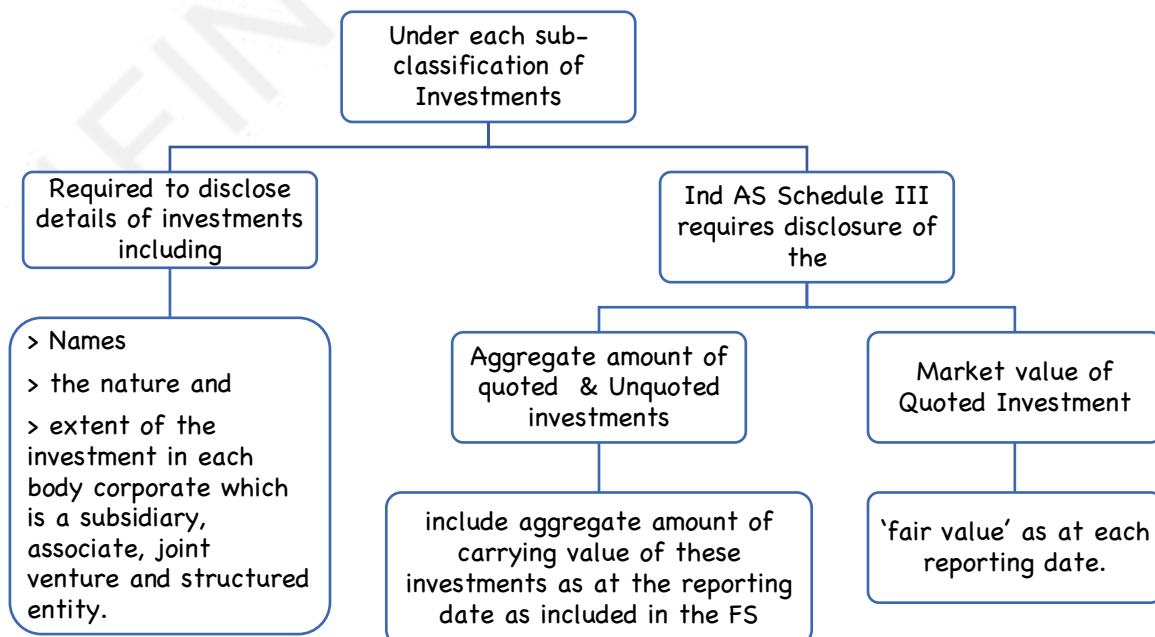 Under each sub-
classification of
Investments
Required to disclose
details of investments
including
Ind AS Schedule III
requires disclosure of
the
> Names
> the nature and
> extent of the
investment in each
body corporate which
is a subsidiary,
associate, joint
venture and structured
entity.
Aggregate amount of
quoted & Unquoted
investments
Market value of
Quoted Investment
include aggregate amount of
carrying value of these
investments as at the reporting
date as included in the FS
‘fair value’ as at each
reporting date.